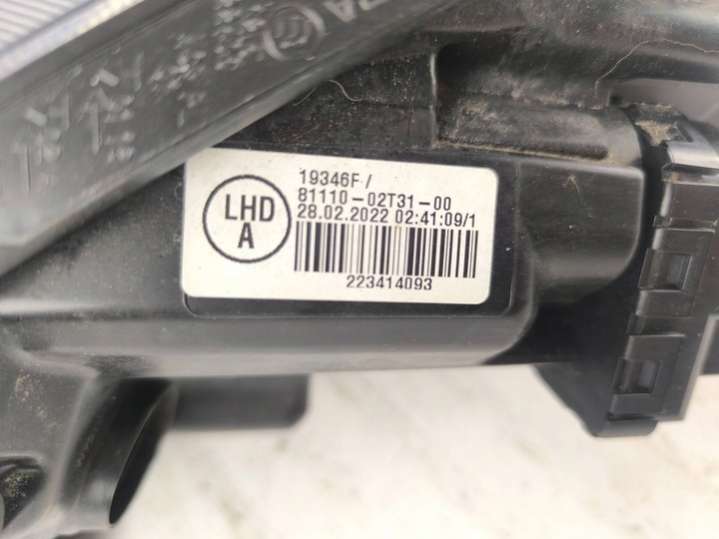 LHD
A
19346F /
81110-02T31-00
28.02.2022 02:41:09/1
223414093